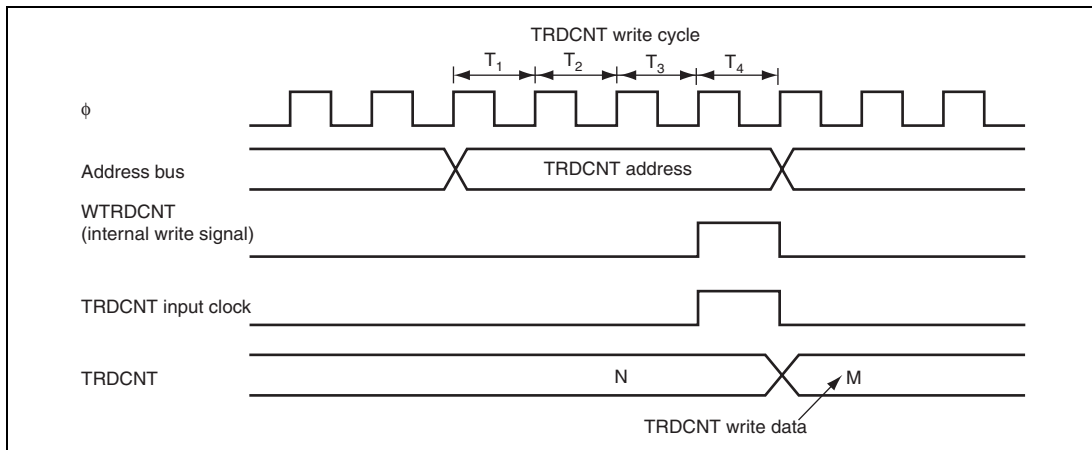 TRDCNT write cycle
T1 T2 T3 T4
ϕ
Address bus
TRDCNT address
WTRDCNT
(internal write signal)
TRDCNT input clock
TRDCNT
N
M
TRDCNT write data